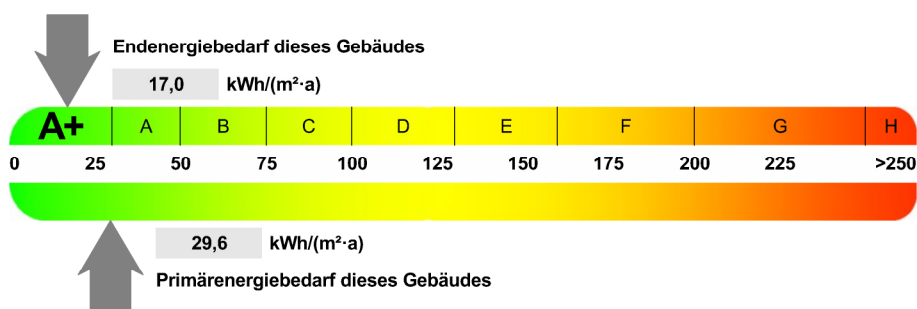 Endenergiebedarf dieses Gebäudes
17,0 kWh/(m²·a)
A+ A B C D E F G H
0 25 50 75 100 125 150 175 200 225 >250
29,6 kWh/(m²·a)
Primärenergiebedarf dieses Gebäudes